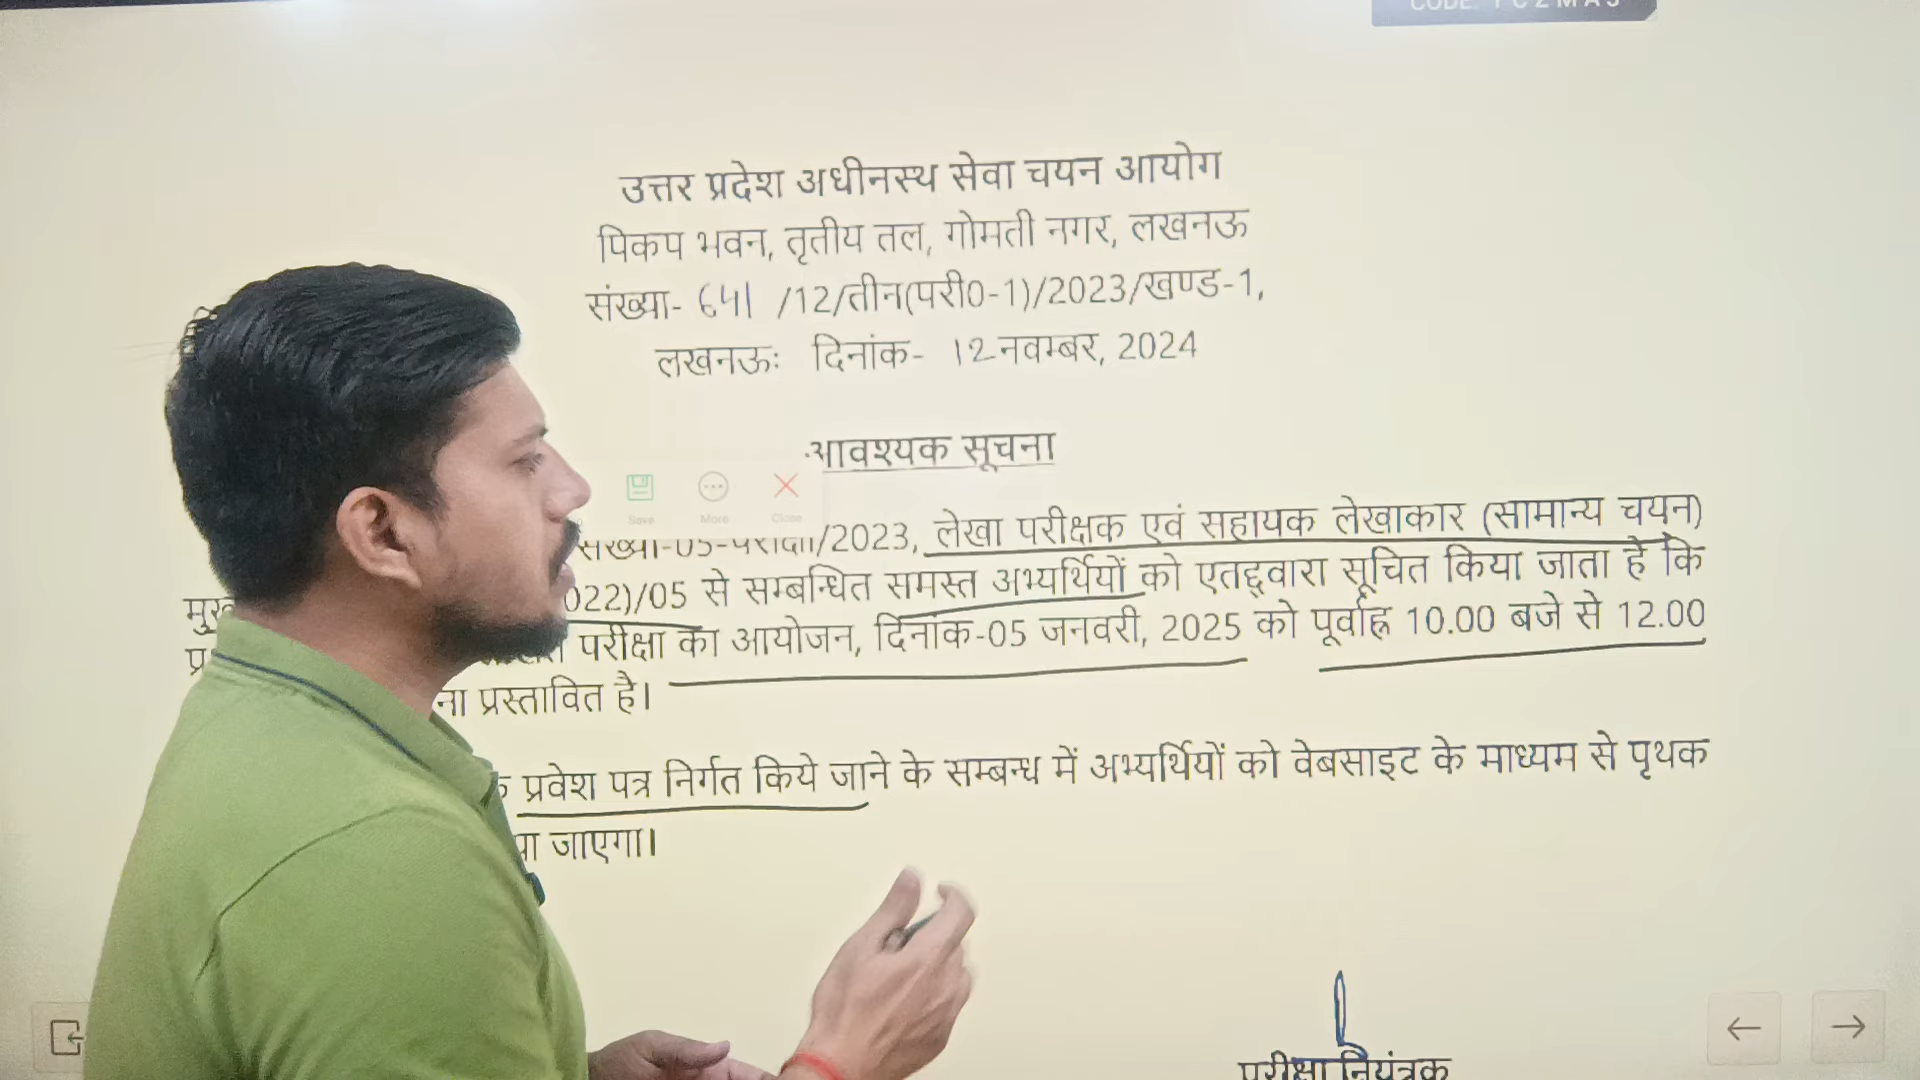 उत्तर प्रदेश अधीनस्थ सेवा चयन आयोग
पिकप भवन, तृतीय तल, गोमती नगर, लखनऊ
संख्या- 641 /12/तीन(परी0-1)/2023/खण्ड-1,
लखनऊः दिनांक- 12 नवम्बर, 2024
आवश्यक सूचना
Save More Close
/2023, लेखा परीक्षक एवं सहायक लेखाकार (सामान्य चयन)
022)/05 से सम्बन्धित समस्त अभ्यर्थियों को एतद्द्वारा सूचित किया जाता है कि
परीक्षा का आयोजन, दिनांक-05 जनवरी, 2025 को पूर्वाह्न 10.00 बजे से 12.00
ना प्रस्तावित है।
प्रवेश पत्र निर्गत किये जाने के सम्बन्ध में अभ्यर्थियों को वेबसाइट के माध्यम से पृथक
जाएगा।
परीक्षा नियंत्रक